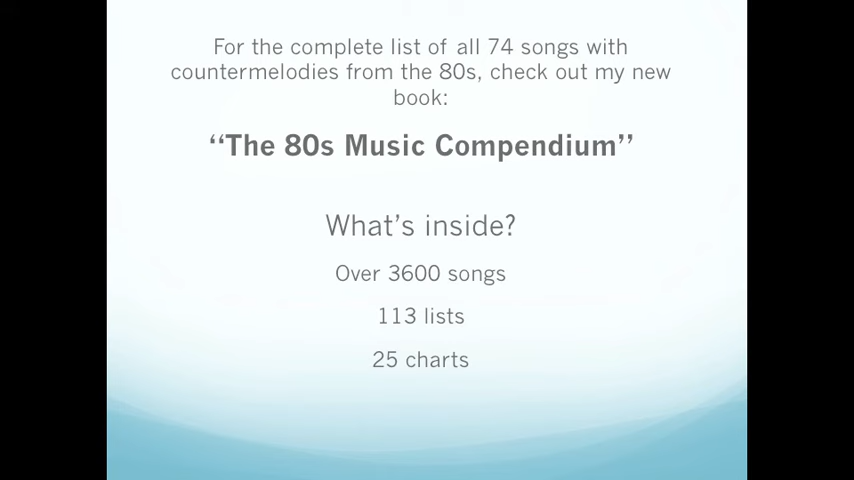 For the complete list of all 74 songs with
countermelodies from the 80s, check out my new
book:
“The 80s Music Compendium”
What’s inside?
Over 3600 songs
113 lists
25 charts